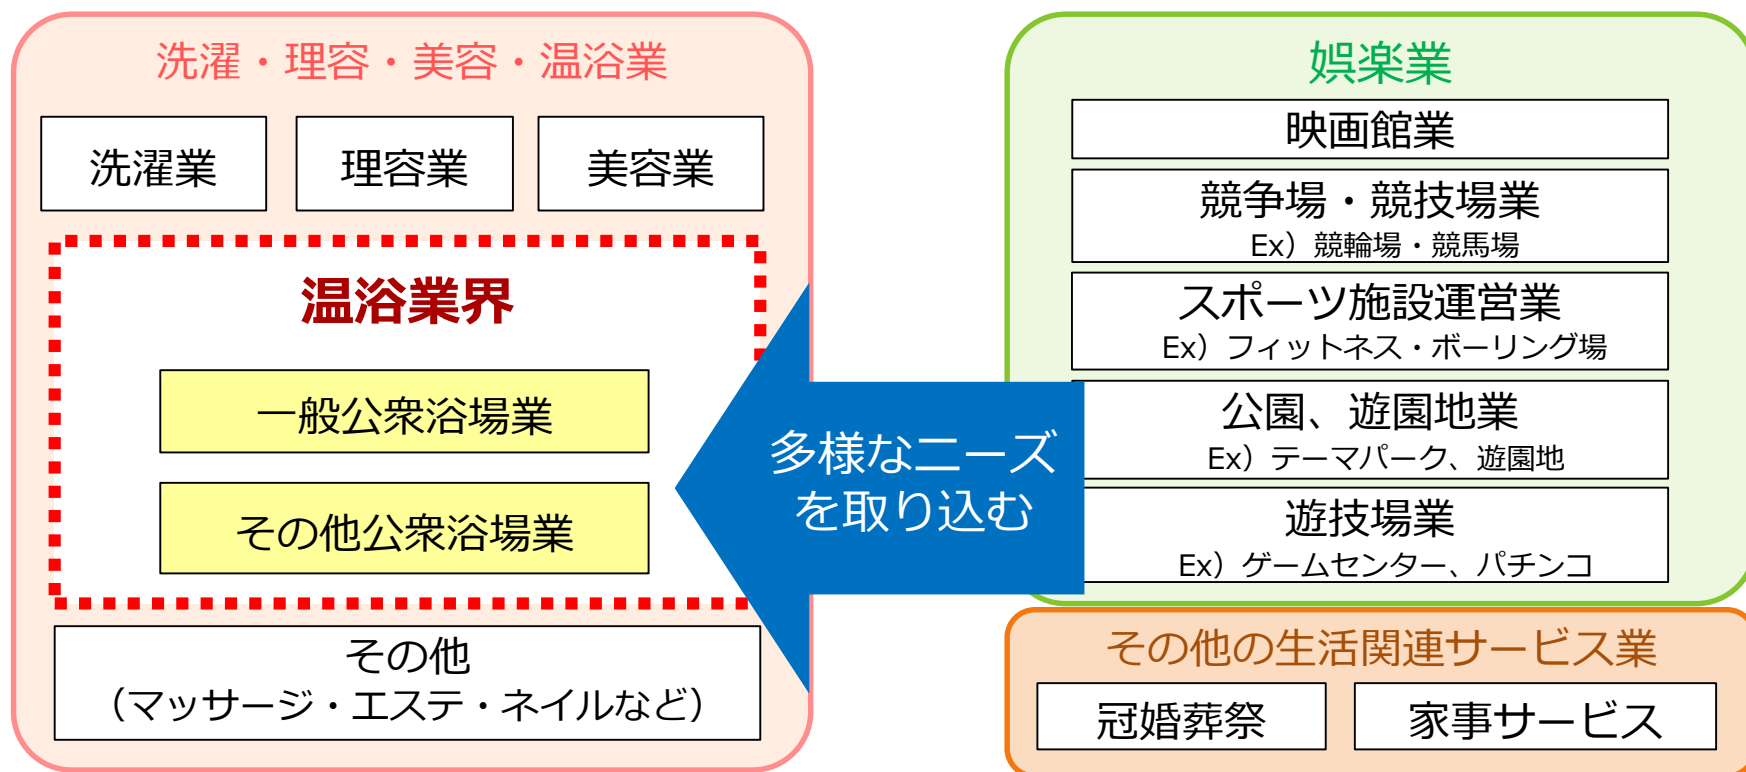 洗濯・理容・美容・温浴業
洗濯業
理容業
美容業
温浴業界
一般公衆浴場業
その他公衆浴場業
その他
（マッサージ・エステ・ネイルなど）
多様なニーズ
を取り込む
娯楽業
映画館業
競争場・競技場業
Ex）競輪場・競馬場
スポーツ施設運営業
Ex）フィットネス・ボーリング場
公園、遊園地業
Ex）テーマパーク、遊園地
遊技場業
Ex）ゲームセンター、パチンコ
その他の生活関連サービス業
冠婚葬祭
家事サービス